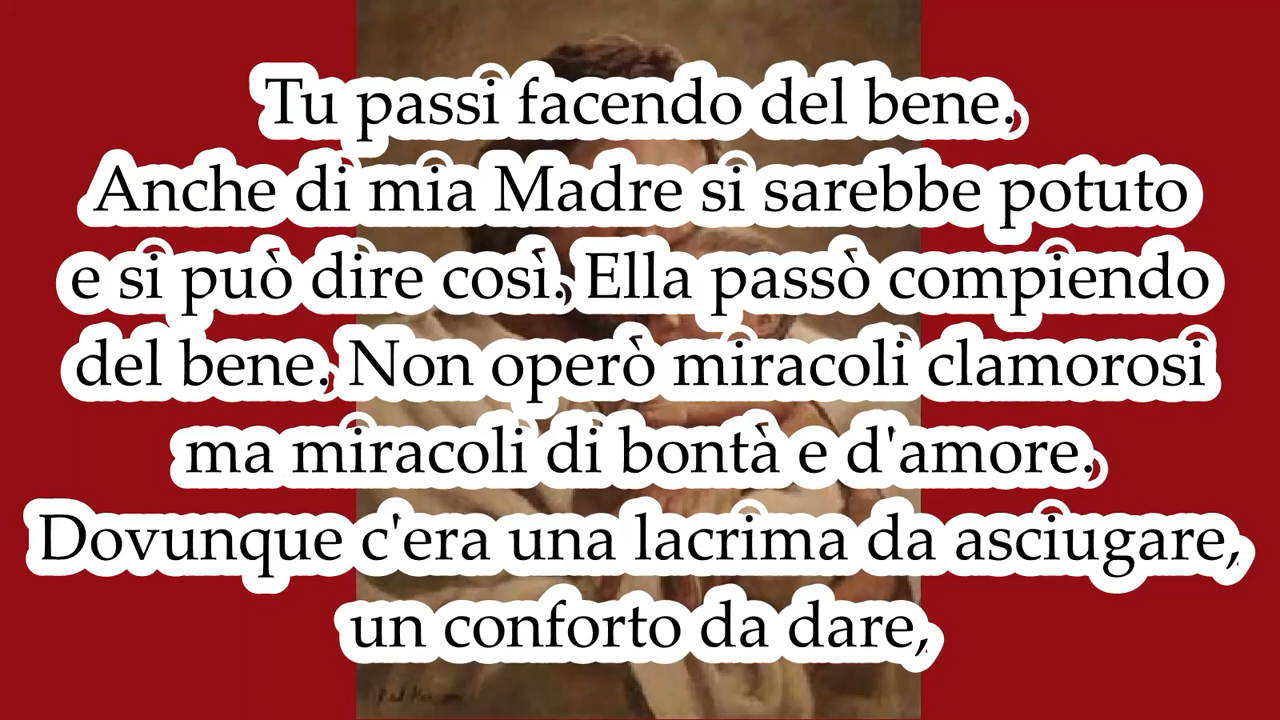 Tu passi facendo del bene.
Anche di mia Madre si sarebbe potuto
e si può dire così. Ella passò compiendo
del bene. Non operò miracoli clamorosi
ma miracoli di bontà e d'amore.
Dovunque c'era una lacrima da asciugare,
un conforto da dare,